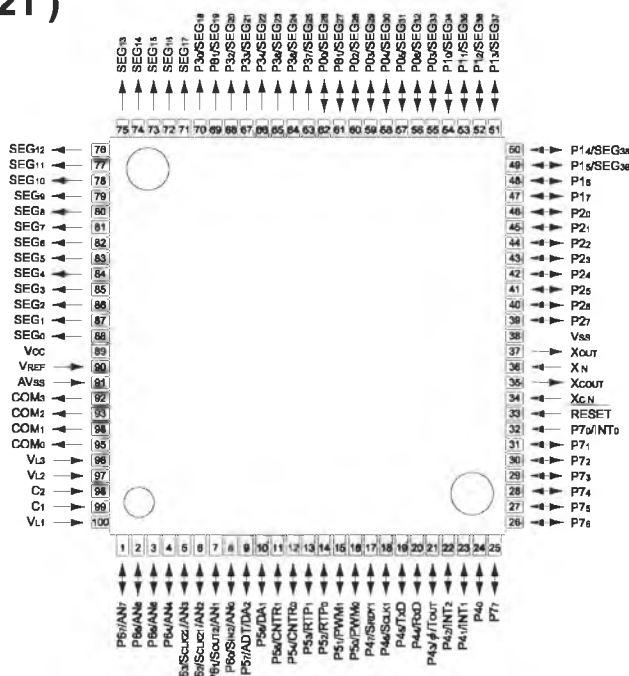 21 )
SEG13
SEG14
SEG15
SEG16
SEG17
P30/SEG18
P31/SEG19
P32/SEG20
P33/SEG21
P34/SEG22
P35/SEG23
P36/SEG24
P37/SEG25
P00/SEG26
P01/SEG27
P02/SEG28
P03/SEG29
P04/SEG30
P05/SEG31
P06/SEG32
P07/SEG33
P10/SEG34
P11/SEG35
P12/SEG36
P13/SEG37
75 74 73 72 71 70 69 68 67 66 65 64 63 62 61 60 59 58 57 56 55 54 53 52 51
SEG12 76
SEG11 77
SEG10 78
SEG9 79
SEG8 80
SEG7 81
SEG6 82
SEG5 83
SEG4 84
SEG3 85
SEG2 86
SEG1 87
SEG0 88
VCC 89
VREF 90
AVSS 91
COM3 92
COM2 93
COM1 94
COM0 95
VL3 96
VL2 97
C2 98
C1 99
VL1 100
50 P14/SEG38
49 P15/SEG39
48 P16
47 P17
46 P20
45 P21
44 P22
43 P23
42 P24
41 P25
40 P26
39 P27
38 VSS
37 XOUT
36 XIN
35 XCOUT
34 XCIN
33 RESET
32 P70/INT0
31 P71
30 P72
29 P73
28 P74
27 P75
26 P76
1 2 3 4 5 6 7 8 9 10 11 12 13 14 15 16 17 18 19 20 21 22 23 24 25
P67/AN7
P66/AN6
P65/AN5
P64/AN4
63/SCLK22/AN3
62/SCLK21/AN2
P61/SOUT2/AN1
P60/SIN2/AN0
P57/ADT/DA2
P56/DA1
P55/CNTR1
P54/CNTR0
P53/RTP1
P52/RTP0
P51/PWM1
P50/PWM0
P47/SRDY1
P46/SCLK1
P45/TxD
P44/RxD
P43/φ/TOUT
P42/INT2
P41/INT1
P40
P77